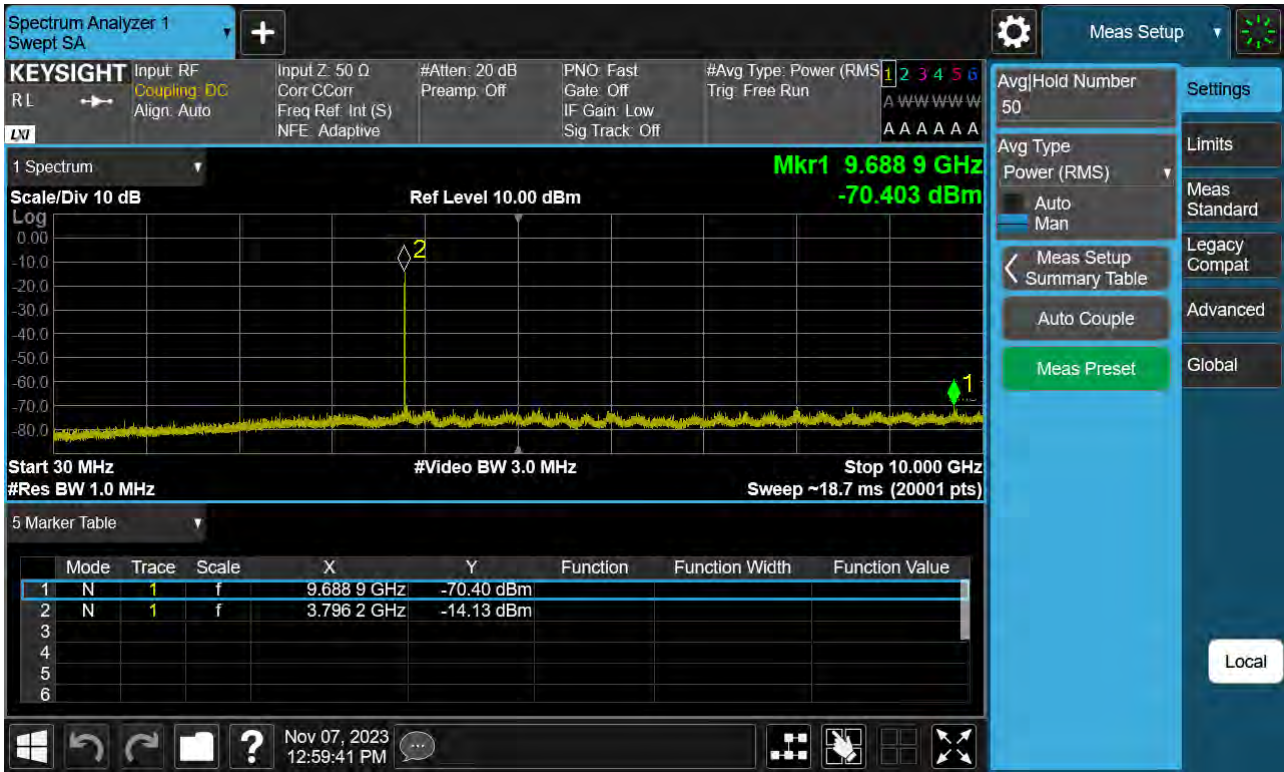 Spectrum Analyzer 1
Swept SA
+
Meas Setup
KEYSIGHT
RL
LXI
Input: RF
Coupling: DC
Align: Auto
Input Z: 50 Ω
Corr CCorr
Freq Ref: Int (S)
NFE: Adaptive
#Atten: 20 dB
Preamp: Off
PNO: Fast
Gate: Off
IF Gain: Low
Sig Track: Off
#Avg Type: Power (RMS
Trig: Free Run
1 2 3 4 5 6
A W W W W W
A A A A A A
1 Spectrum
Scale/Div 10 dB
Ref Level 10.00 dBm
Mkr1 9.688 9 GHz
-70.403 dBm
Log
0.00
-10.0
-20.0
-30.0
-40.0
-50.0
-60.0
-70.0
-80.0
2
1
Start 30 MHz
#Video BW 3.0 MHz
Stop 10.000 GHz
#Res BW 1.0 MHz
Sweep ~18.7 ms (20001 pts)
5 Marker Table
Mode Trace Scale X Y Function Function Width Function Value
1 N 1 f 9.688 9 GHz -70.40 dBm
2 N 1 f 3.796 2 GHz -14.13 dBm
3
4
5
6
Avg|Hold Number
50
Avg Type
Power (RMS)
Auto
Man
Meas Setup
Summary Table
Auto Couple
Meas Preset
Settings
Limits
Meas
Standard
Legacy
Compat
Advanced
Global
Local
?
Nov 07, 2023
12:59:41 PM